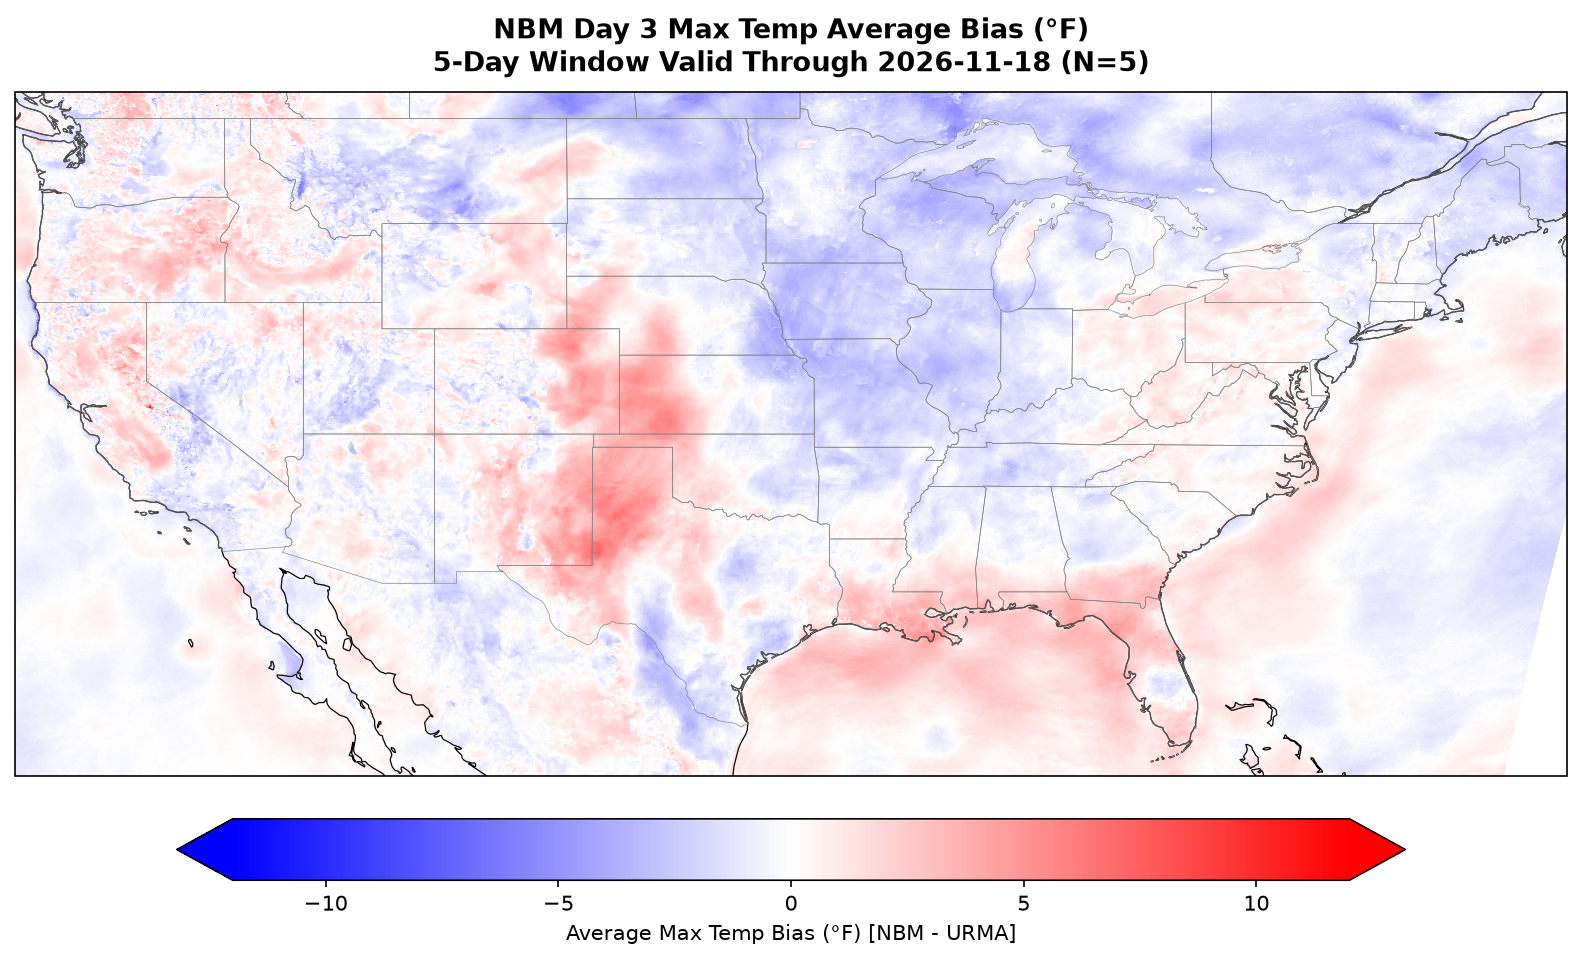 NBM Day 3 Max Temp Average Bias (°F)
5-Day Window Valid Through 2026-11-18 (N=5)
−10 −5 0 5 10
Average Max Temp Bias (°F) [NBM - URMA]